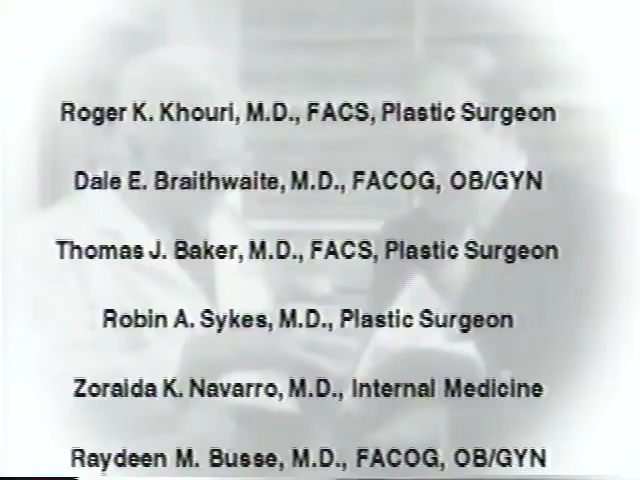 Roger K. Khouri, M.D., FACS, Plastic Surgeon
Dale E. Braithwaite, M.D., FACOG, OB/GYN
Thomas J. Baker, M.D., FACS, Plastic Surgeon
Robin A. Sykes, M.D., Plastic Surgeon
Zoraida K. Navarro, M.D., Internal Medicine
Raydeen M. Busse, M.D., FACOG, OB/GYN